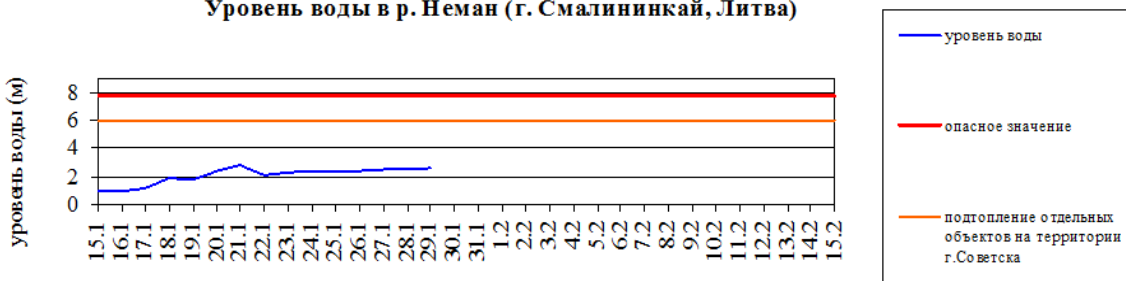 Уровень воды в р. Неман (г. Смалининкай, Литва)
уровень воды (м)
8
6
4
2
0
15.1 16.1 17.1 18.1 19.1 20.1 21.1 22.1 23.1 24.1 25.1 26.1 27.1 28.1 29.1 30.1 31.1 1.2 2.2 3.2 4.2 5.2 6.2 7.2 8.2 9.2 10.2 11.2 12.2 13.2 14.2 15.2
уровень воды
опасное значение
подтопление отдельных
объектов на территории
г.Советска